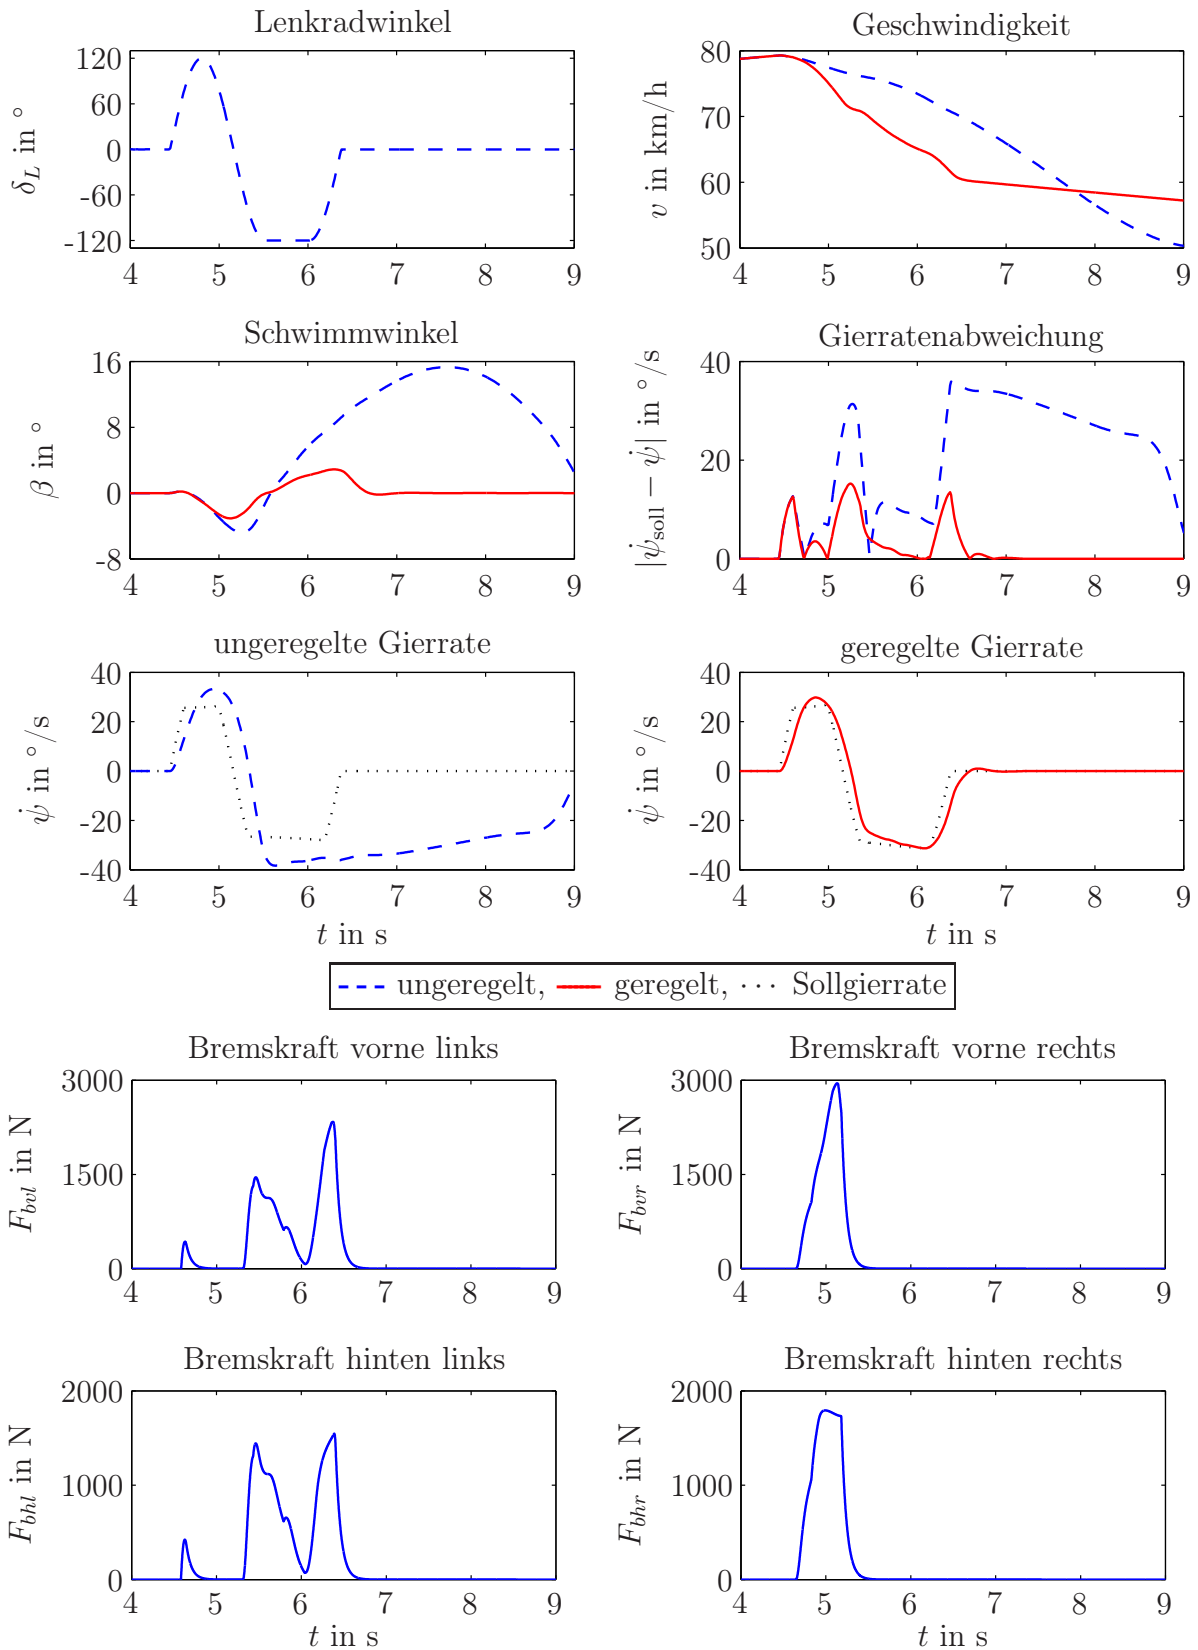 Lenkradwinkel
δ_L in °
120
60
0
-60
-120
4 5 6 7 8 9
Geschwindigkeit
v in km/h
80
70
60
50
4 5 6 7 8 9
Schwimmwinkel
β in °
16
8
0
-8
4 5 6 7 8 9
Gierratenabweichung
|ψ̇_soll − ψ̇| in °/s
40
20
0
4 5 6 7 8 9
ungeregelte Gierrate
ψ̇ in °/s
40
20
0
-20
-40
4 5 6 7 8 9
t in s
geregelte Gierrate
ψ̇ in °/s
40
20
0
-20
-40
4 5 6 7 8 9
t in s
ungeregelt, geregelt, ··· Sollgierrate
Bremskraft vorne links
F_bvl in N
3000
1500
0
4 5 6 7 8 9
Bremskraft vorne rechts
F_bvr in N
3000
1500
0
4 5 6 7 8 9
Bremskraft hinten links
F_bhl in N
2000
1000
0
4 5 6 7 8 9
t in s
Bremskraft hinten rechts
F_bhr in N
2000
1000
0
4 5 6 7 8 9
t in s